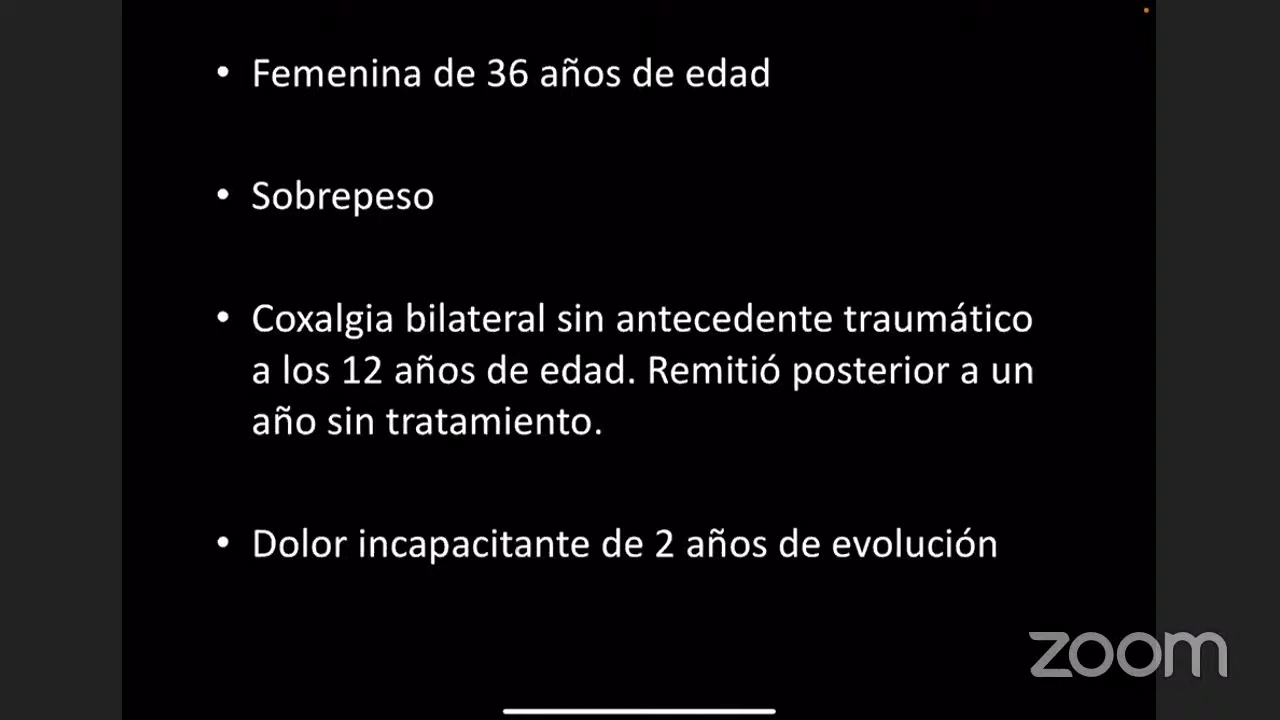 • Femenina de 36 años de edad
• Sobrepeso
• Coxalgia bilateral sin antecedente traumático
a los 12 años de edad. Remitió posterior a un
año sin tratamiento.
• Dolor incapacitante de 2 años de evolución
zoom